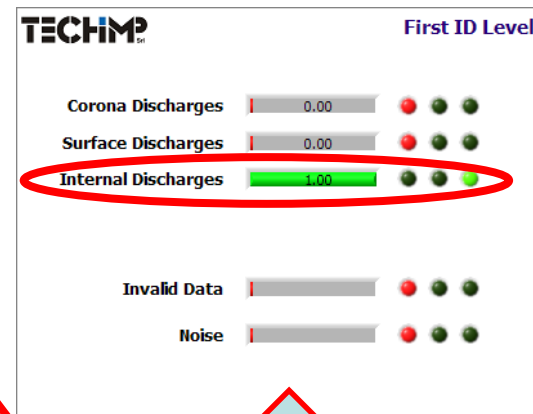 TECHIMP
Srl
First ID Level
Corona Discharges 0.00
Surface Discharges 0.00
Internal Discharges 1.00
Invalid Data
Noise